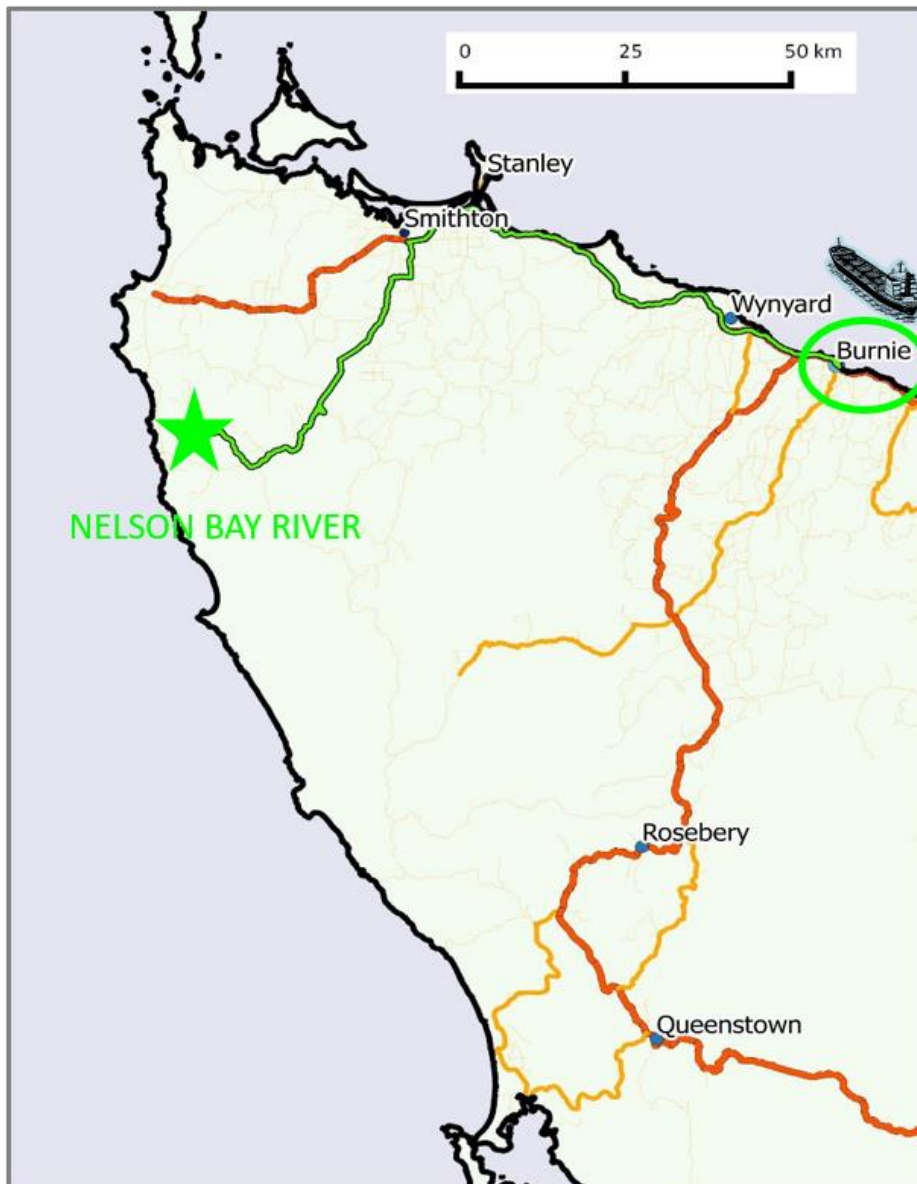 0 25 50 km
Stanley
Smithton
Wynyard
Burnie
NELSON BAY RIVER
Rosebery
Queenstown